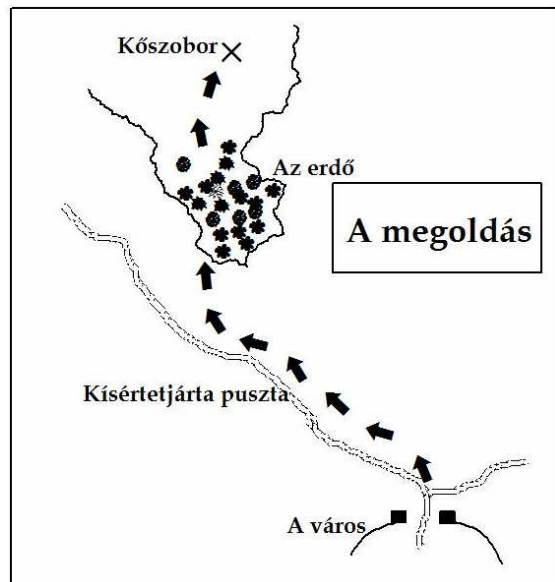 Kőszobor
Az erdő
A megoldás
Kísértetjárta puszta
A város